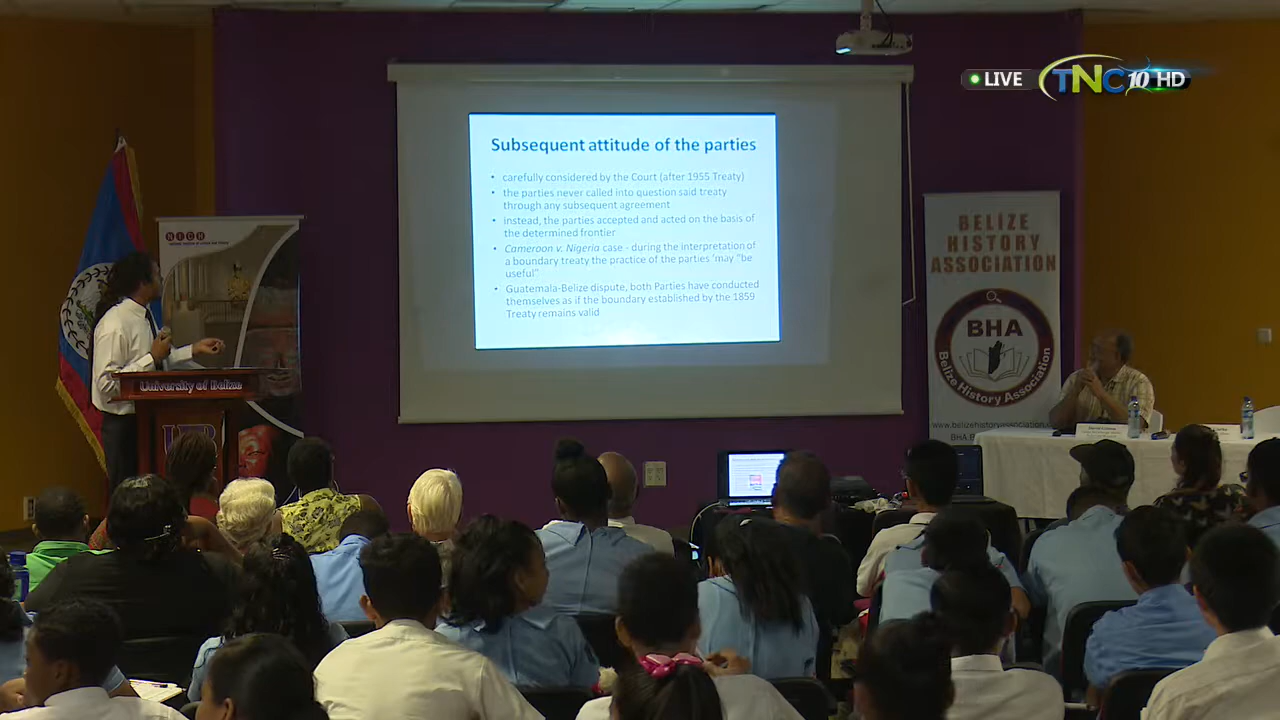 LIVE TNC 10 HD
Subsequent attitude of the parties
• carefully considered by the Court (after 1955 Treaty)
• the parties never called into question said treaty
through any subsequent agreement
• instead, the parties accepted and acted on the basis of
the determined frontier
• Cameroon v. Nigeria case - during the interpretation of
a boundary treaty the practice of the parties 'may "be
useful"
• Guatemala-Belize dispute, both Parties have conducted
themselves as if the boundary established by the 1859
Treaty remains valid
NICH
University of Belize
UB
BELIZE
HISTORY
ASSOCIATION
BHA
Belize History Association
www.belizehistoryassociation.